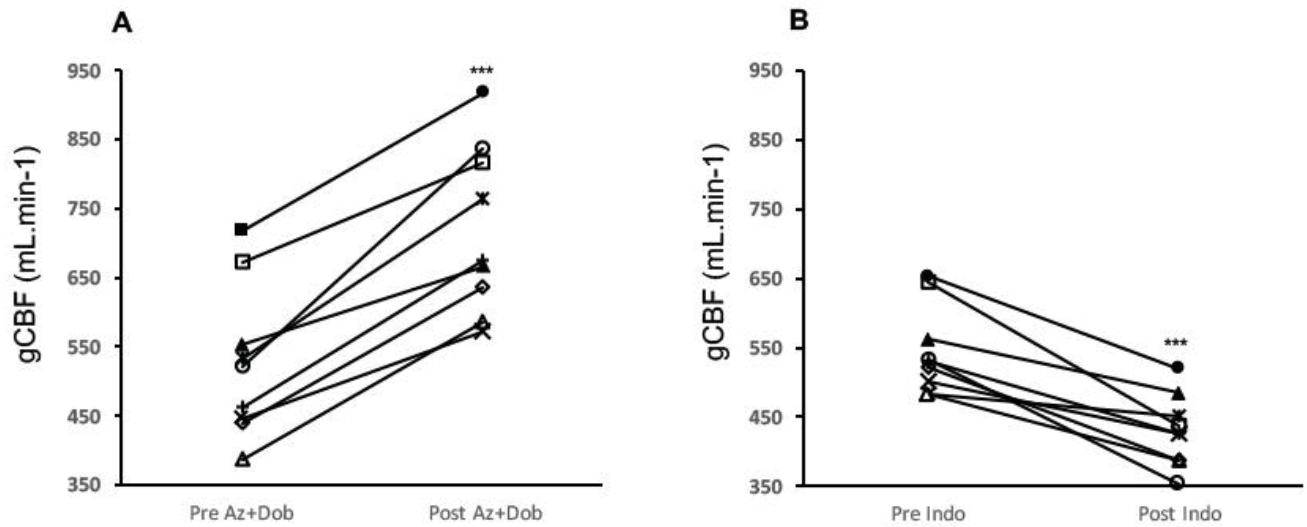 A
gCBF (mL.min-1)
950
850
750
650
550
450
350
***
Pre Az+Dob
Post Az+Dob
B
gCBF (mL.min-1)
950
850
750
650
550
450
350
***
Pre Indo
Post Indo